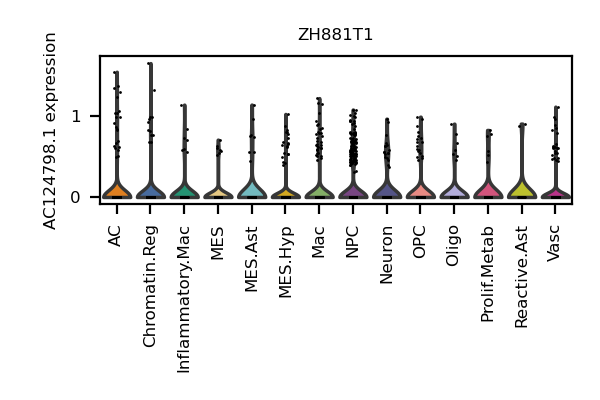 ZH881T1
AC124798.1 expression
1
0
AC
Chromatin.Reg
Inflammatory.Mac
MES
MES.Ast
MES.Hyp
Mac
NPC
Neuron
OPC
Oligo
Prolif.Metab
Reactive.Ast
Vasc